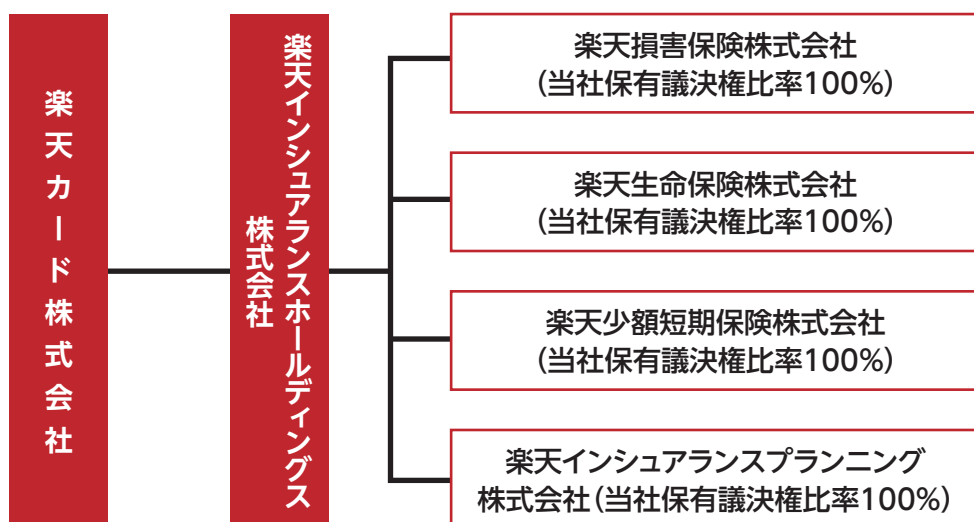 楽天カード株式会社
楽天インシュアランスホールディングス
株式会社
楽天損害保険株式会社
(当社保有議決権比率100%)
楽天生命保険株式会社
(当社保有議決権比率100%)
楽天少額短期保険株式会社
(当社保有議決権比率100%)
楽天インシュアランスプランニング
株式会社(当社保有議決権比率100%)